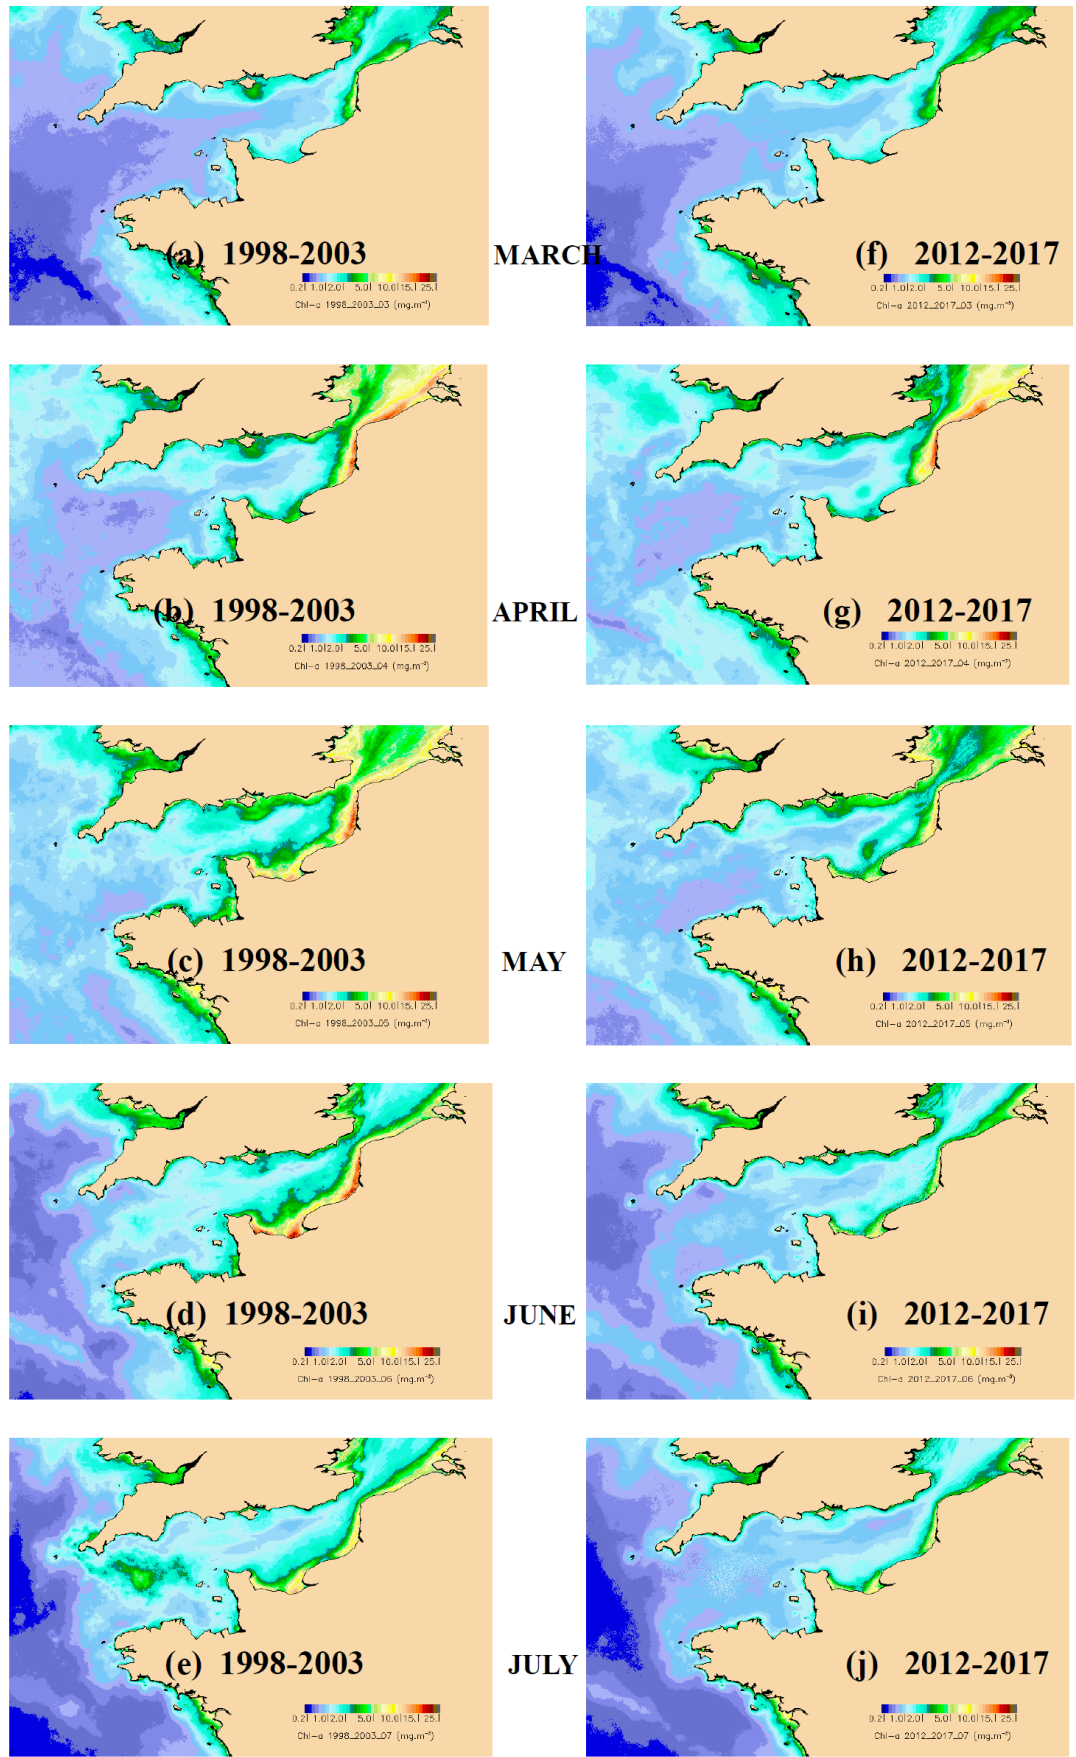 (a) 1998-2003
0.2| 1.0|2.0| 5.0| 10.0|15.| 25.|
Chl-a 1998_2003_03 (mg.m⁻³)
MARCH
(f) 2012-2017
0.2| 1.0|2.0| 5.0| 10.0|15.| 25.|
Chl-a 2012_2017_03 (mg.m⁻³)
(b) 1998-2003
0.2| 1.0|2.0| 5.0| 10.0|15.| 25.|
Chl-a 1998_2003_04 (mg.m⁻³)
APRIL
(g) 2012-2017
0.2| 1.0|2.0| 5.0| 10.0|15.| 25.|
Chl-a 2012_2017_04 (mg.m⁻³)
(c) 1998-2003
0.2| 1.0|2.0| 5.0| 10.0|15.| 25.|
Chl-a 1998_2003_05 (mg.m⁻³)
MAY
(h) 2012-2017
0.2| 1.0|2.0| 5.0| 10.0|15.| 25.|
Chl-a 2012_2017_05 (mg.m⁻³)
(d) 1998-2003
0.2| 1.0|2.0| 5.0| 10.0|15.| 25.|
Chl-a 1998_2003_06 (mg.m⁻³)
JUNE
(i) 2012-2017
0.2| 1.0|2.0| 5.0| 10.0|15.| 25.|
Chl-a 2012_2017_06 (mg.m⁻³)
(e) 1998-2003
0.2| 1.0|2.0| 5.0| 10.0|15.| 25.|
Chl-a 1998_2003_07 (mg.m⁻³)
JULY
(j) 2012-2017
0.2| 1.0|2.0| 5.0| 10.0|15.| 25.|
Chl-a 2012_2017_07 (mg.m⁻³)